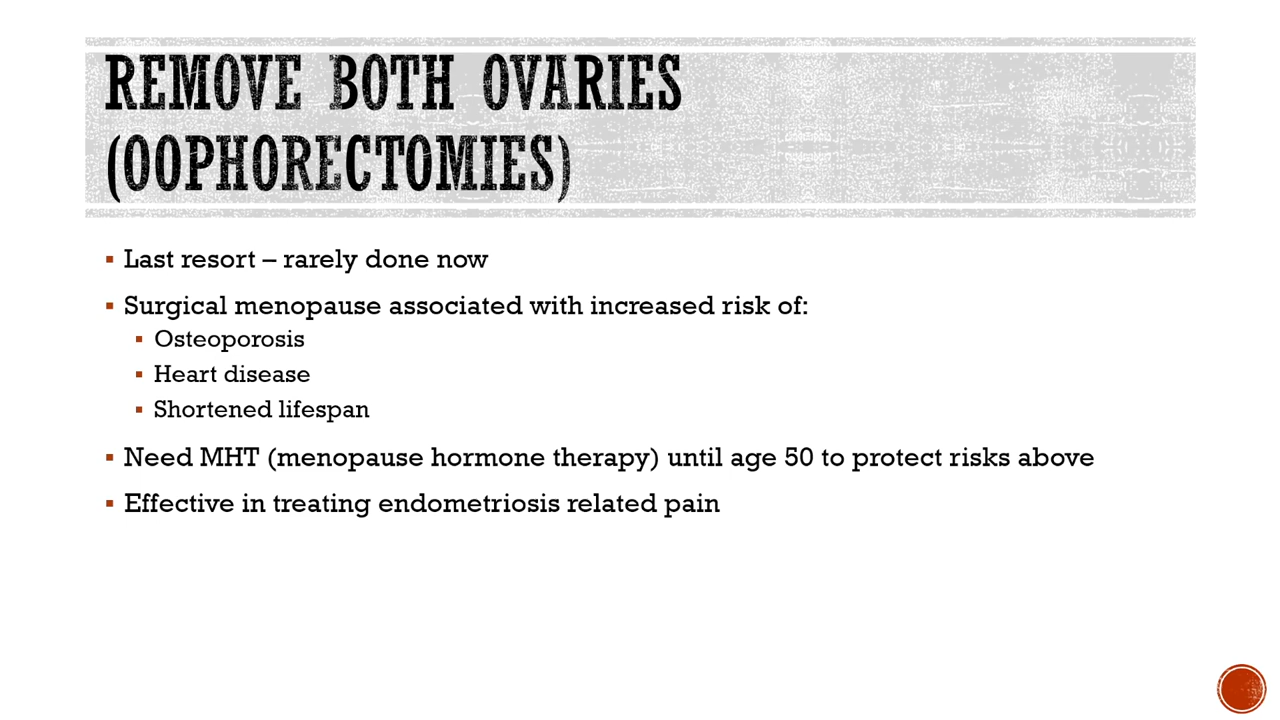 REMOVE BOTH OVARIES
(OOPHORECTOMIES)
▪ Last resort – rarely done now
▪ Surgical menopause associated with increased risk of:
▪ Osteoporosis
▪ Heart disease
▪ Shortened lifespan
▪ Need MHT (menopause hormone therapy) until age 50 to protect risks above
▪ Effective in treating endometriosis related pain